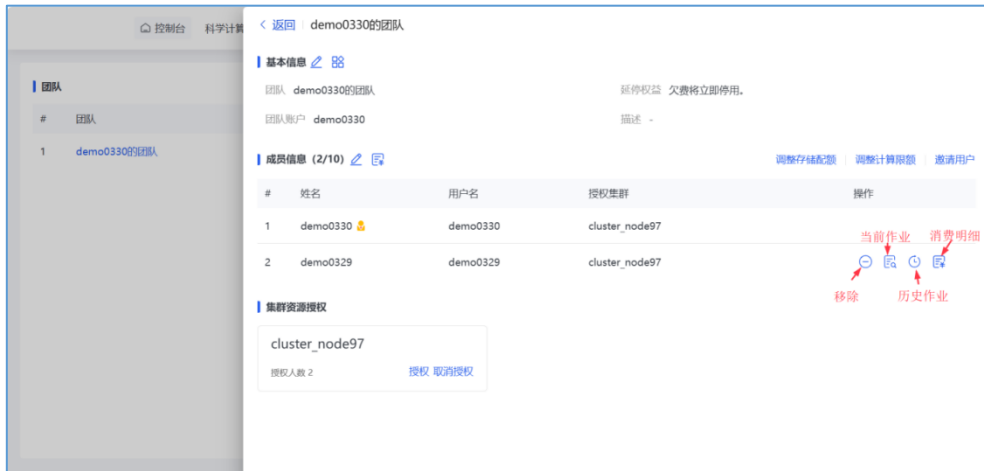 控制台 科学计算
团队
# 团队
1 demo0330的团队
< 返回 demo0330的团队
基本信息
团队 demo0330的团队 延停权益 欠费将立即停用。
团队账户 demo0330 描述 -
成员信息 (2/10) 调整存储配额 调整计算限额 邀请用户
# 姓名 用户名 授权集群 操作
1 demo0330 demo0330 cluster_node97
当前作业 消费明细
2 demo0329 demo0329 cluster_node97
移除 历史作业
集群资源授权
cluster_node97
授权人数 2 授权 取消授权